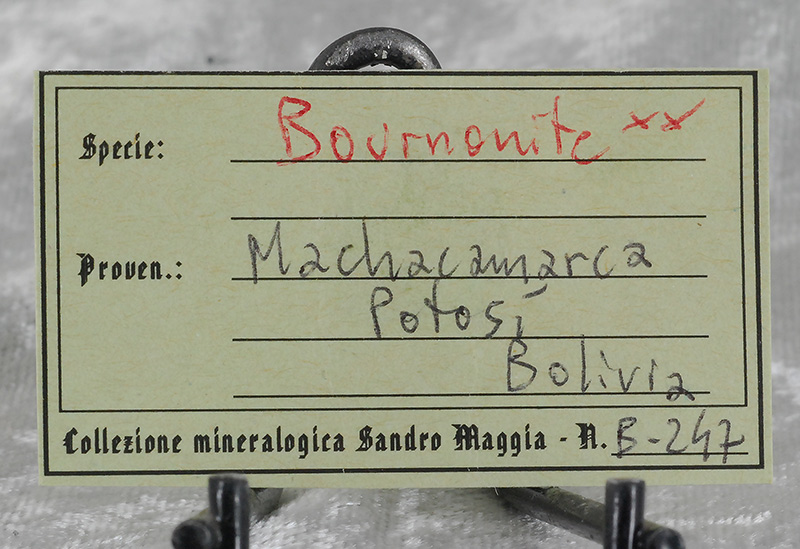 Specie: Bournonite xx
Proven.: Machacamarca
Potosí
Bolivia
Collezione mineralogica Sandro Maggia - N. B-247